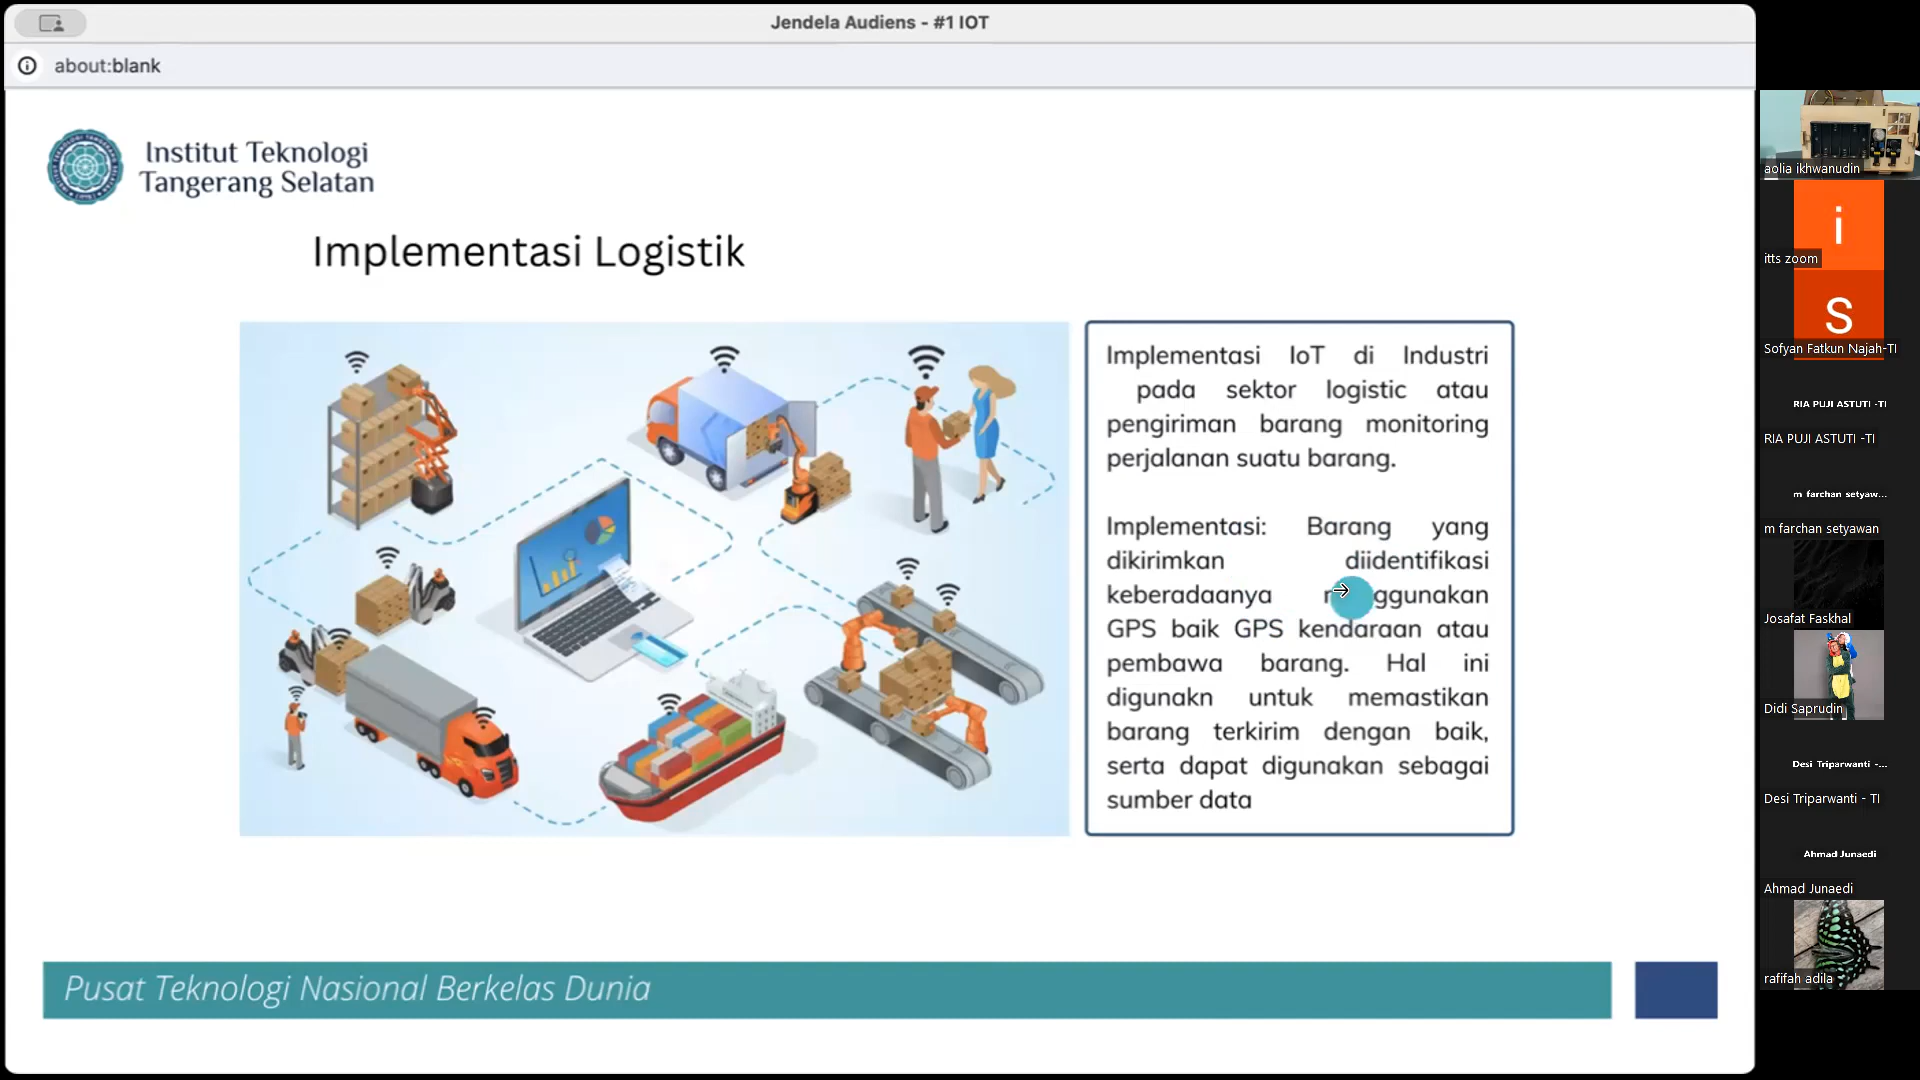 Jendela Audiens - #1 IOT
about:blank
Institut Teknologi
Tangerang Selatan
Implementasi Logistik
Implementasi IoT di Industri
pada sektor logistic atau
pengiriman barang monitoring
perjalanan suatu barang.
Implementasi: Barang yang
dikirimkan diidentifikasi
keberadaanya
GPS baik GPS kendaraan atau
pembawa barang. Hal ini
digunakn untuk memastikan
barang terkirim dengan baik,
serta dapat digunakan sebagai
sumber data
Pusat Teknologi Nasional Berkelas Dunia
aolia ikhwanudin
i
itts zoom
S
Sofyan Fatkun Najah-TI
RIA PUJI ASTUTI -TI
RIA PUJI ASTUTI -TI
m farchan setyaw...
m farchan setyawan
Josafat Faskhal
Didi Saprudin
Desi Triparwanti -...
Desi Triparwanti - TI
Ahmad Junaedi
Ahmad Junaedi
rafifah adila